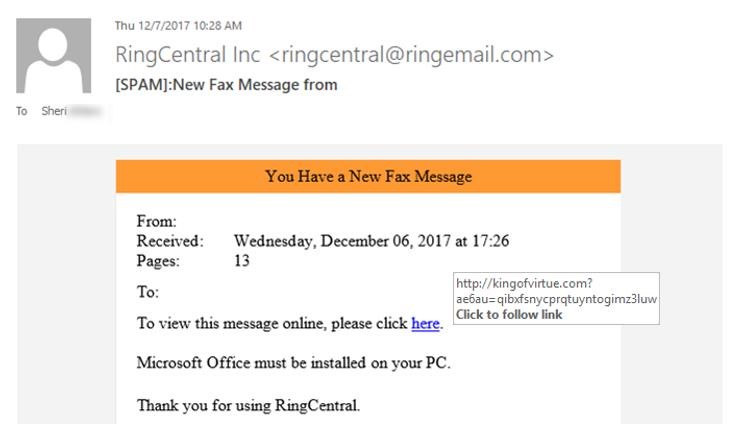 Thu 12/7/2017 10:28 AM
RingCentral Inc <ringcentral@ringemail.com>
[SPAM]:New Fax Message from
To Sheri
You Have a New Fax Message
From:
Received: Wednesday, December 06, 2017 at 17:26
Pages: 13
http://kingofvirtue.com?
ae6au=qibxfsnycprqtuyntogimz3luw
Click to follow link
To:
To view this message online, please click here.
Microsoft Office must be installed on your PC.
Thank you for using RingCentral.